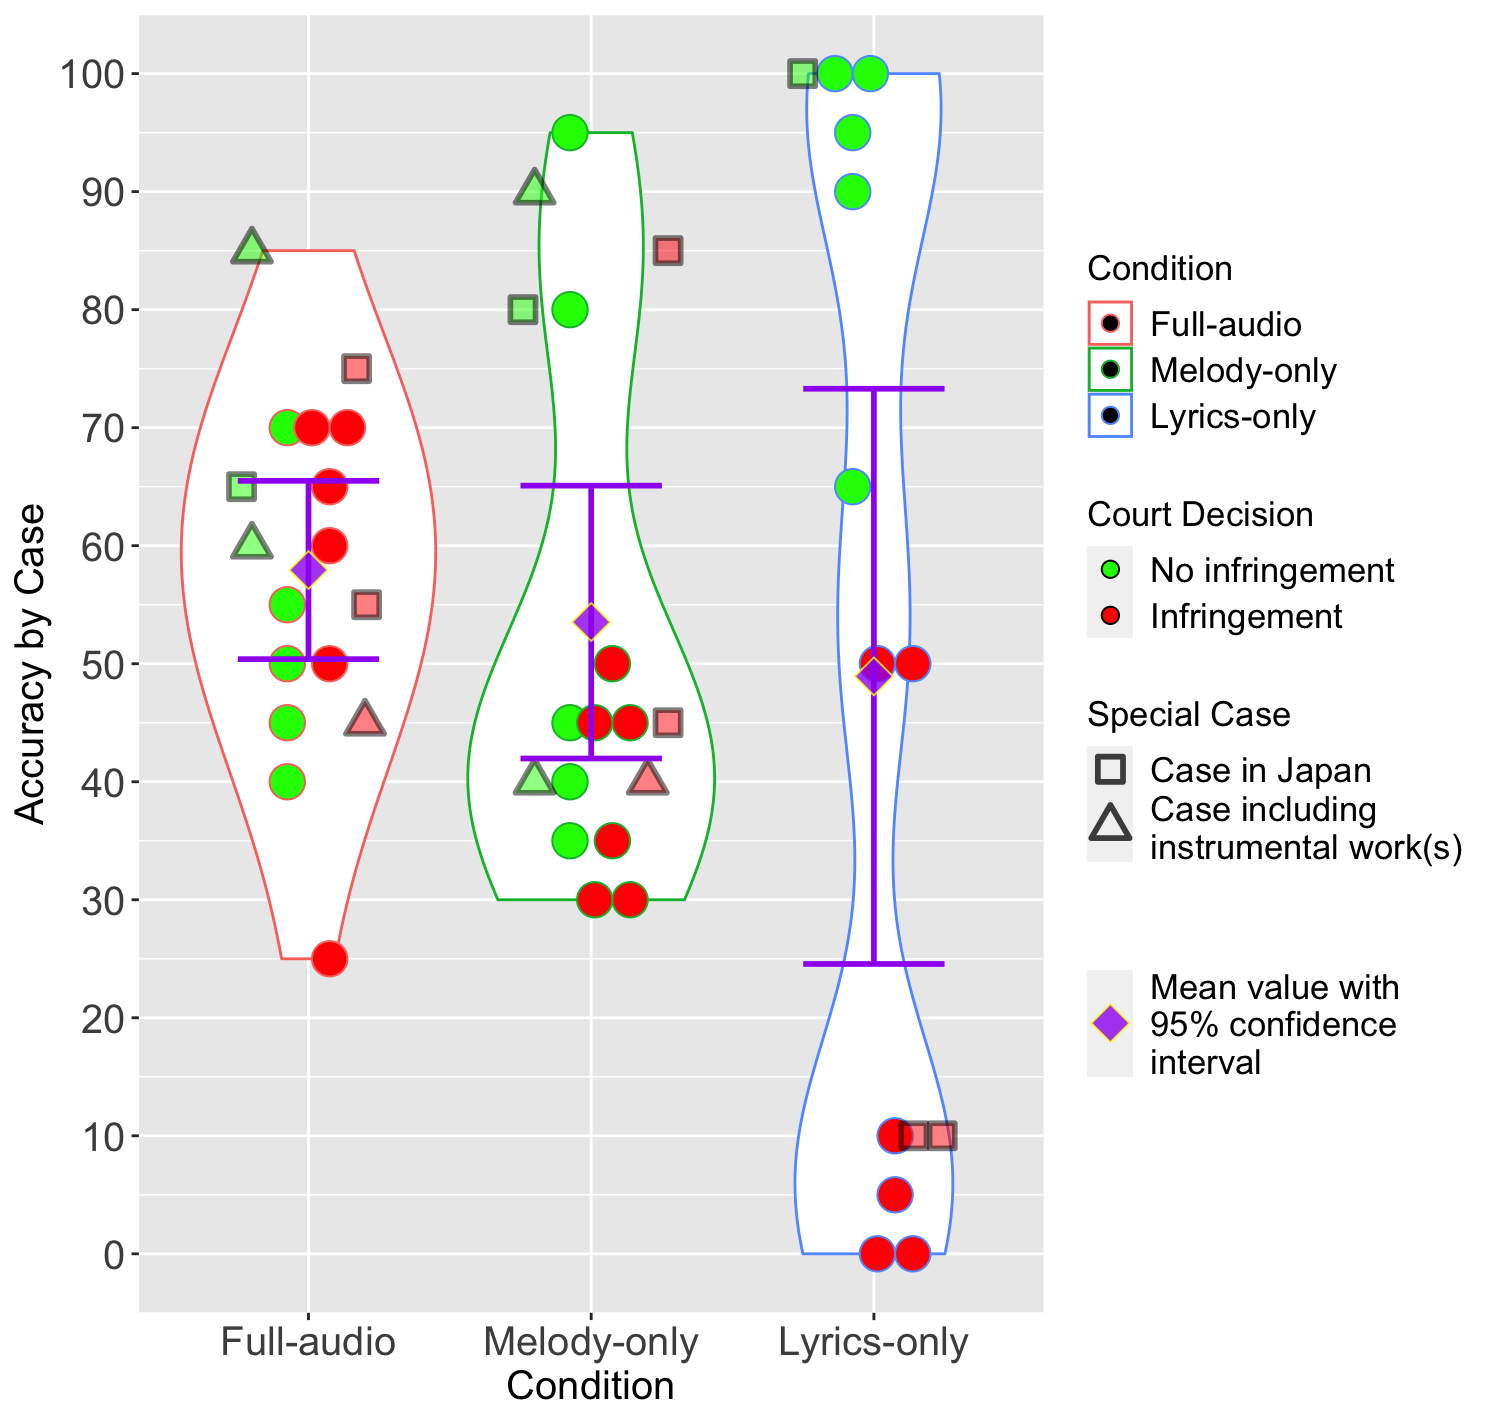 Accuracy by Case
100
90
80
70
60
50
40
30
20
10
0
Full-audio
Melody-only
Lyrics-only
Condition
Condition
Full-audio
Melody-only
Lyrics-only
Court Decision
No infringement
Infringement
Special Case
Case in Japan
Case including
instrumental work(s)
Mean value with
95% confidence
interval